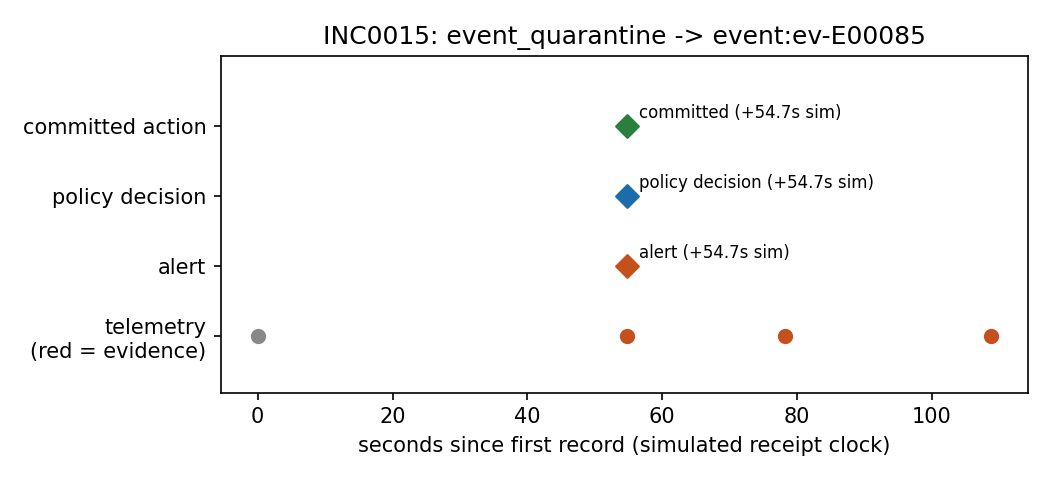 INC0015: event_quarantine -> event:ev-E00085
committed action
committed (+54.7s sim)
policy decision
policy decision (+54.7s sim)
alert
alert (+54.7s sim)
telemetry
(red = evidence)
0
20
40
60
80
100
seconds since first record (simulated receipt clock)